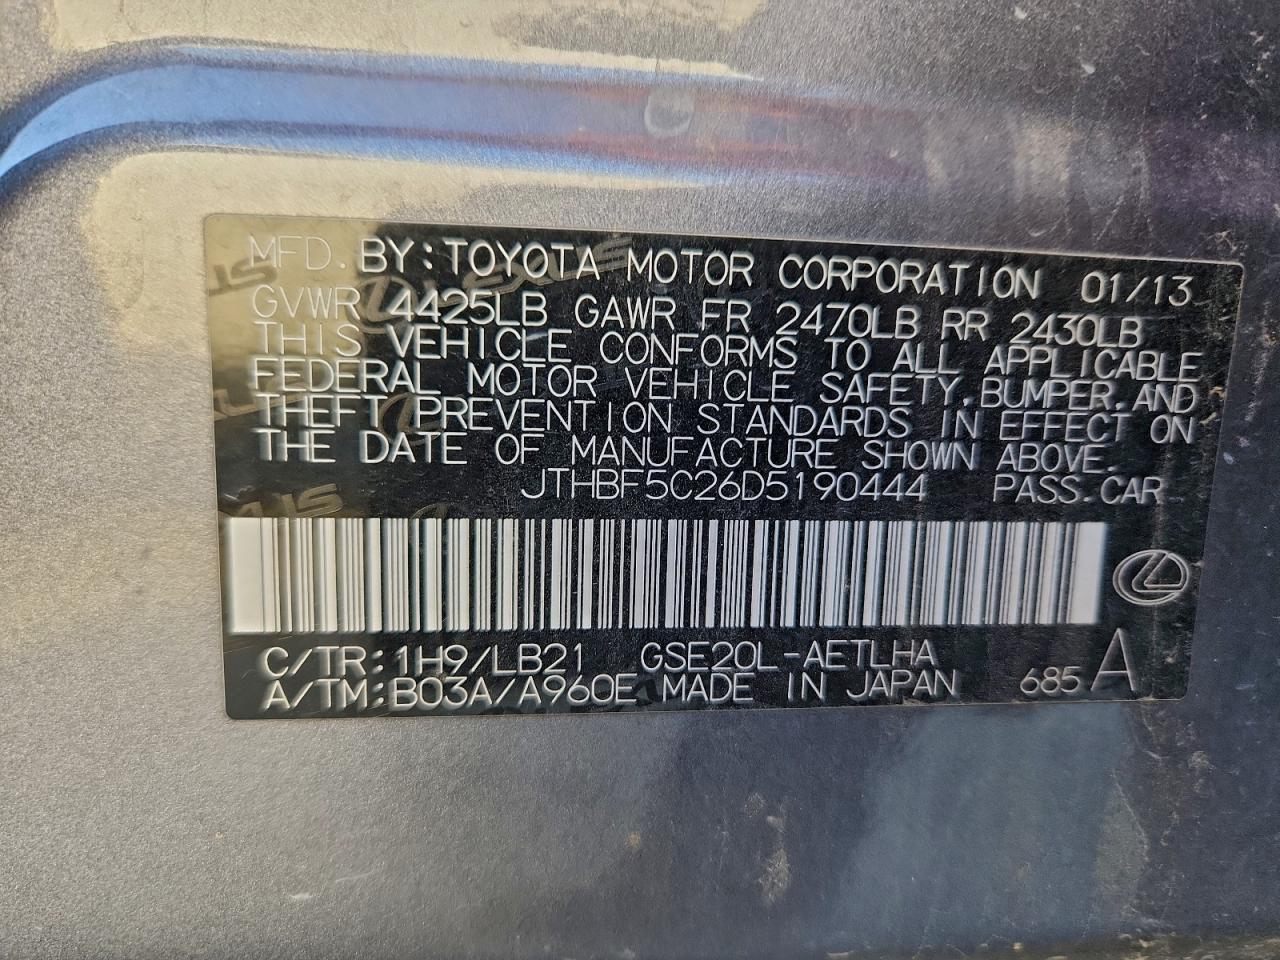 MFD. BY: TOYOTA MOTOR CORPORATION 01/13
GVWR 4425LB GAWR FR 2470LB RR 2430LB
THIS VEHICLE CONFORMS TO ALL APPLICABLE
FEDERAL MOTOR VEHICLE SAFETY, BUMPER, AND
THEFT PREVENTION STANDARDS IN EFFECT ON
THE DATE OF MANUFACTURE SHOWN ABOVE.
JTHBF5C26D5190444 PASS.CAR
C/TR:1H9/LB21 GSE20L-AETLHA
A/TM:B03A/A960E MADE IN JAPAN 685 A